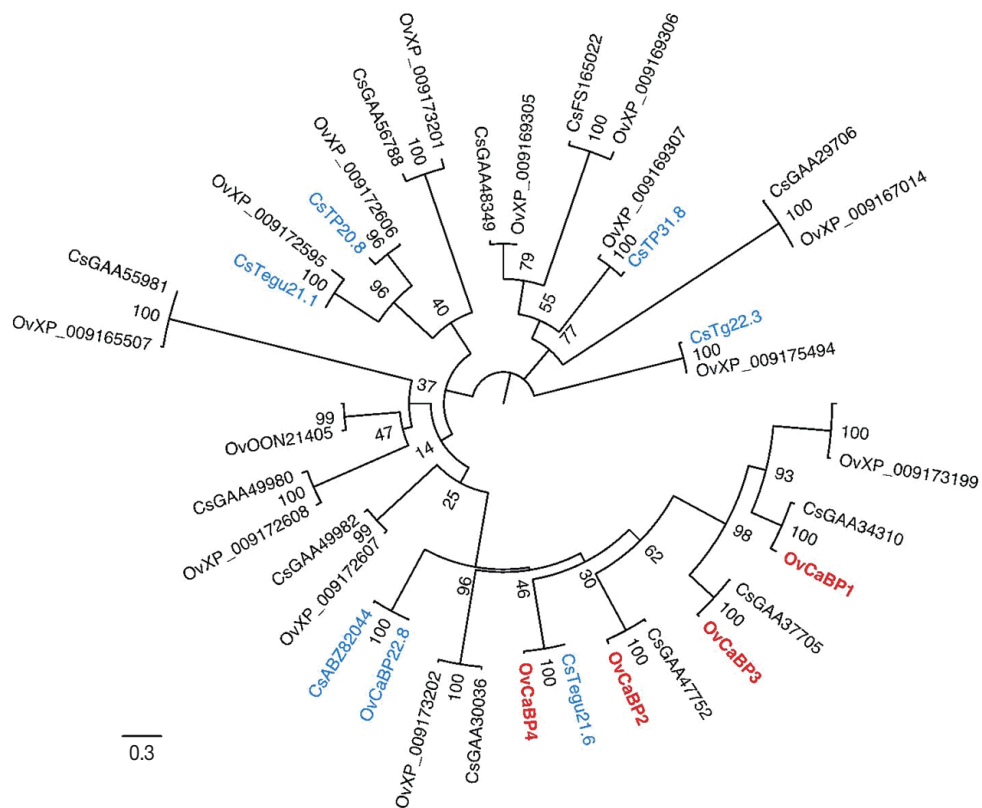 OvXP_009173201
CsGAA56788
100
OvXP_009172606
CsTP20.8
96
OvXP_009172595
CsTegu21.1
100
96
40
CsGAA55981
OvXP_009165507
100
37
CsGAA48349
OvXP_009169305
79
CsFS165022
OvXP_009169306
100
OvXP_009169307
CsTP31.8
100
55
77
CsGAA29706
OvXP_009167014
100
CsTg22.3
100
OvXP_009175494
99
OvOON21405
47
CsGAA49980
100
OvXP_009172608
14
CsGAA49982
99
OvXP_009172607
25
100
OvXP_009173199
93
CsGAA34310
100
OvCaBP1
98
CsGAA37705
100
OvCaBP3
62
CsGAA47752
100
OvCaBP2
30
CsTegu21.6
100
OvCaBP4
46
96
CsGAA30036
100
OvXP_009173202
CsABZ82044
100
OvCaBP22.8
0.3